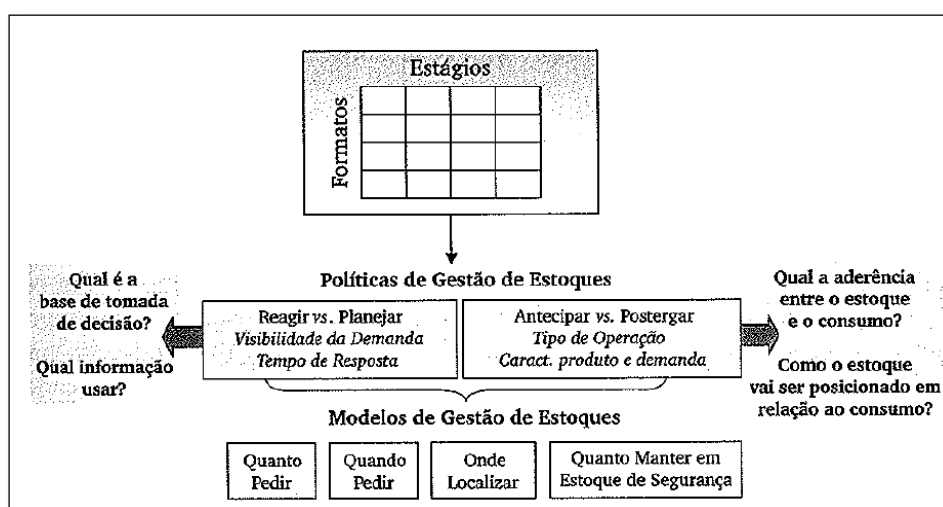 Estágios
Formatos
Políticas de Gestão de Estoques
Qual é a
base de tomada
de decisão?
Qual informação
usar?
Reagir vs. Planejar
Visibilidade da Demanda
Tempo de Resposta
Antecipar vs. Postergar
Tipo de Operação
Caract. produto e demanda
Qual a aderência
entre o estoque
e o consumo?
Como o estoque
vai ser posicionado em
relação ao consumo?
Modelos de Gestão de Estoques
Quanto
Pedir
Quando
Pedir
Onde
Localizar
Quanto Manter em
Estoque de Segurança